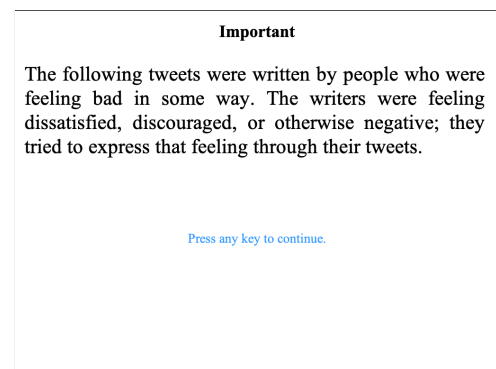 Important
The following tweets were written by people who were
feeling bad in some way. The writers were feeling
dissatisfied, discouraged, or otherwise negative; they
tried to express that feeling through their tweets.
Press any key to continue.